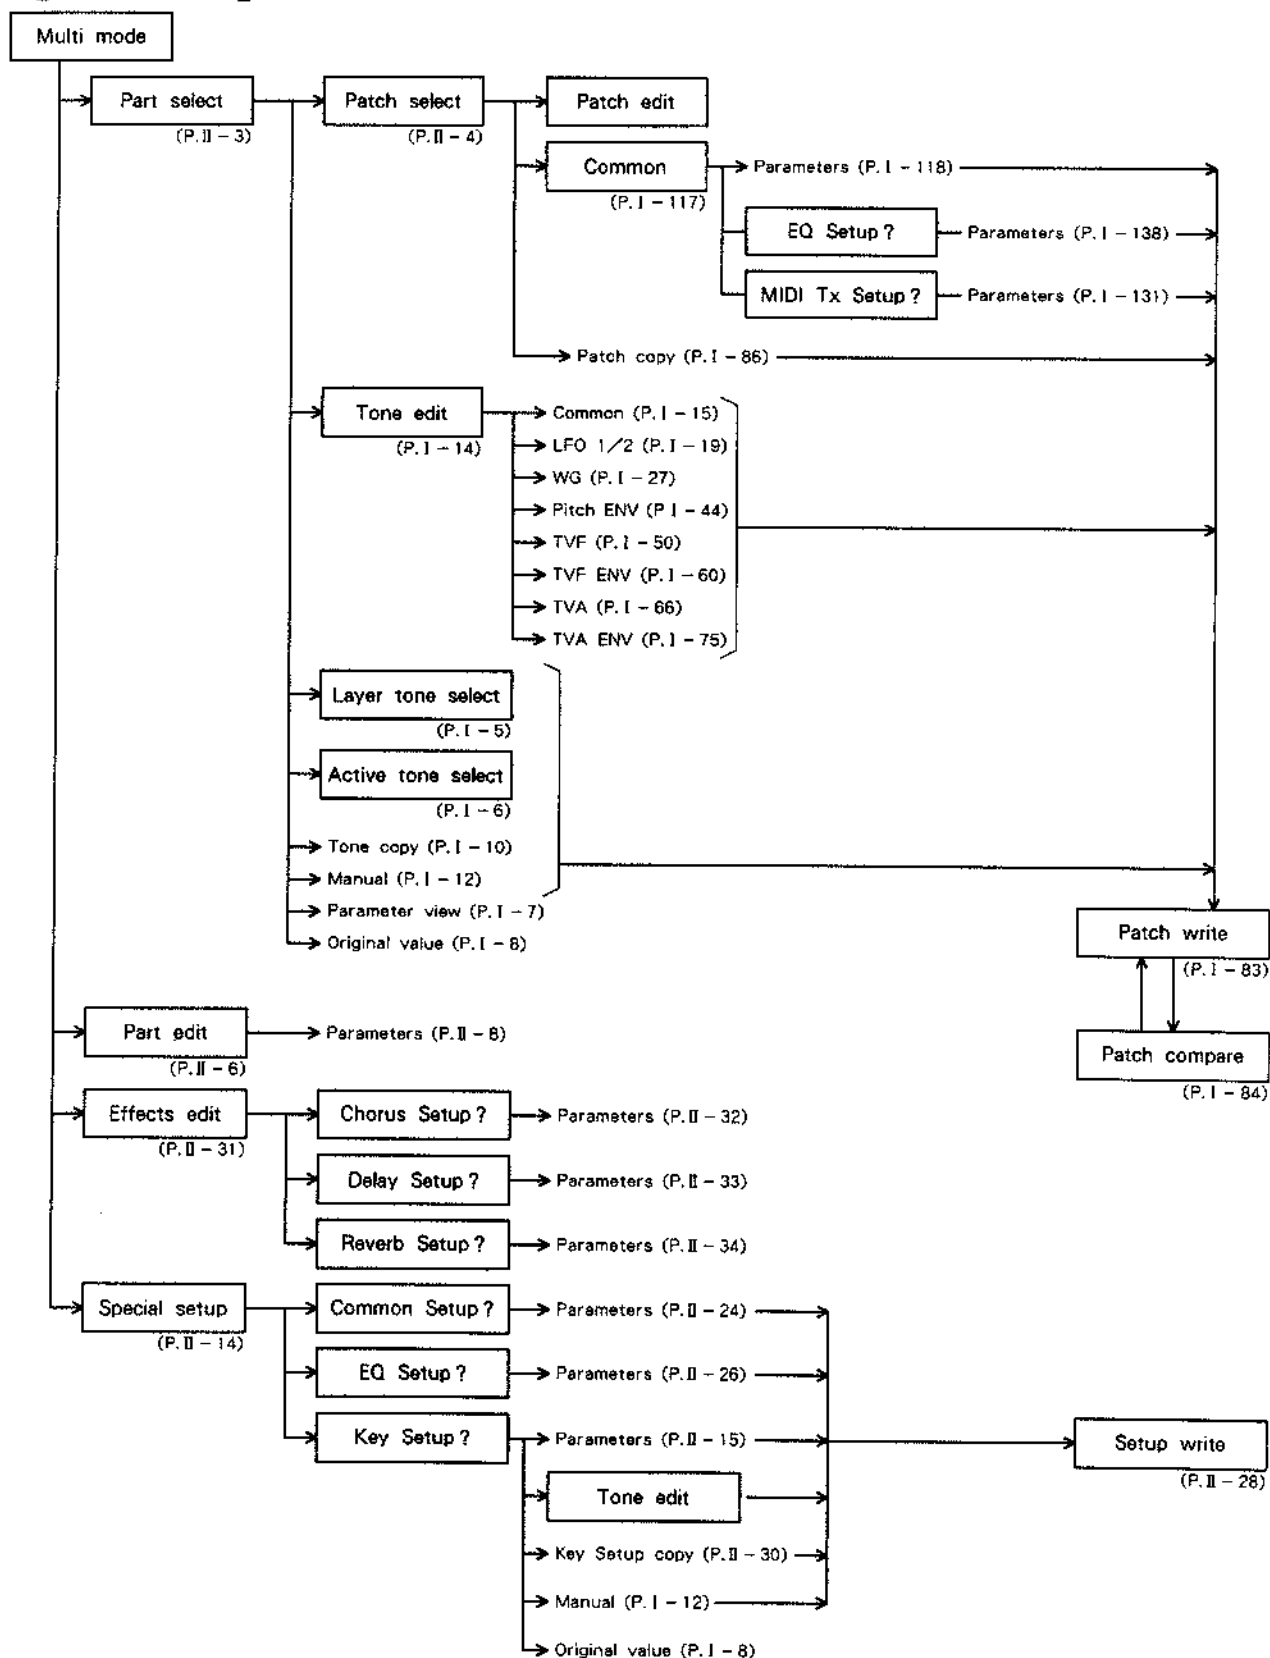 Multi mode
Part select
(P.Ⅱ-3)
Patch select
(P.Ⅱ-4)
Patch edit
Common
(P.Ⅰ-117)
Parameters (P.Ⅰ-118)
EQ Setup?
Parameters (P.Ⅰ-138)
MIDI Tx Setup?
Parameters (P.Ⅰ-131)
Patch copy (P.Ⅰ-86)
Tone edit
(P.Ⅰ-14)
Common (P.Ⅰ-15)
LFO 1/2 (P.Ⅰ-19)
WG (P.Ⅰ-27)
Pitch ENV (P Ⅰ-44)
TVF (P.Ⅰ-50)
TVF ENV (P.Ⅰ-60)
TVA (P.Ⅰ-66)
TVA ENV (P.Ⅰ-75)
Layer tone select
(P.Ⅰ-5)
Active tone select
(P.Ⅰ-6)
Tone copy (P.Ⅰ-10)
Manual (P.Ⅰ-12)
Parameter view (P.Ⅰ-7)
Original value (P.Ⅰ-8)
Patch write
(P.Ⅰ-83)
Patch compare
(P.Ⅰ-84)
Part edit
(P.Ⅱ-6)
Parameters (P.Ⅱ-8)
Effects edit
(P.Ⅱ-31)
Chorus Setup?
Parameters (P.Ⅱ-32)
Delay Setup?
Parameters (P.Ⅱ-33)
Reverb Setup?
Parameters (P.Ⅱ-34)
Special setup
(P.Ⅱ-14)
Common Setup?
Parameters (P.Ⅱ-24)
EQ Setup?
Parameters (P.Ⅱ-26)
Key Setup?
Parameters (P.Ⅱ-15)
Tone edit
Key Setup copy (P.Ⅱ-30)
Manual (P.Ⅰ-12)
Original value (P.Ⅰ-8)
Setup write
(P.Ⅱ-28)